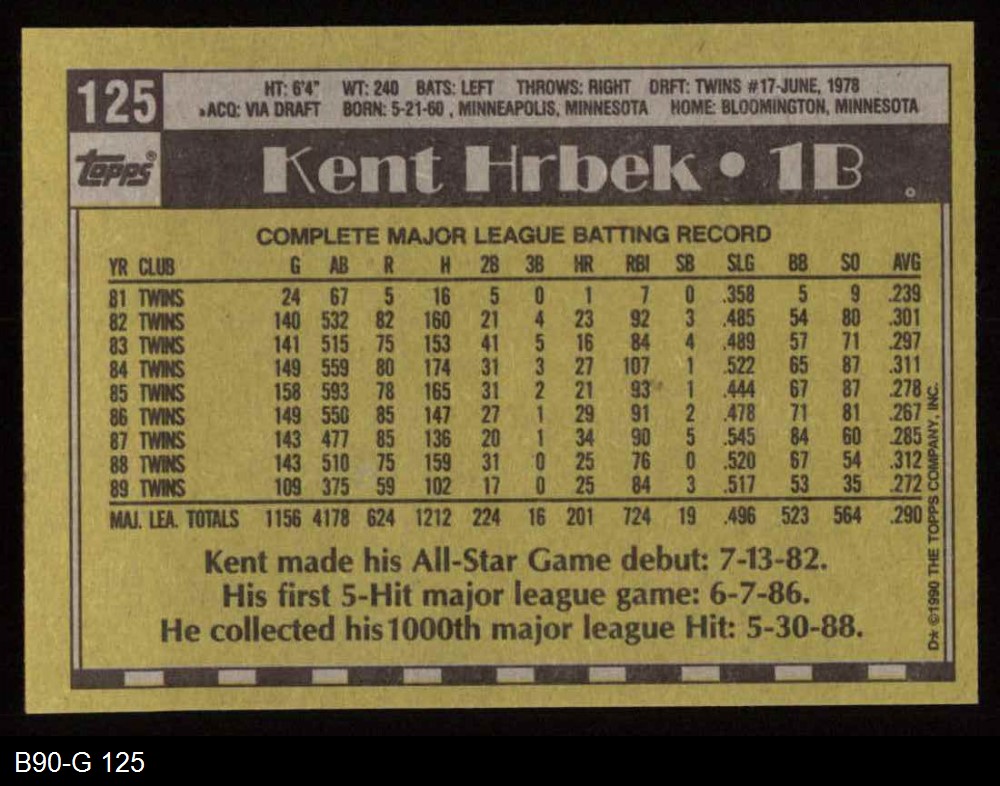 125
HT: 6'4" WT: 240 BATS: LEFT THROWS: RIGHT DRFT: TWINS #17-JUNE, 1978
★ACQ: VIA DRAFT BORN: 5-21-60 , MINNEAPOLIS, MINNESOTA HOME: BLOOMINGTON, MINNESOTA
topps®
Kent Hrbek • 1B
COMPLETE MAJOR LEAGUE BATTING RECORD
YR CLUB G AB R H 2B 3B HR RBI SB SLG BB SO AVG
81 TWINS 24 67 5 16 5 0 1 7 0 .358 5 9 .239
82 TWINS 140 532 82 160 21 4 23 92 3 .485 54 80 .301
83 TWINS 141 515 75 153 41 5 16 84 4 .489 57 71 .297
84 TWINS 149 559 80 174 31 3 27 107 1 .522 65 87 .311
85 TWINS 158 593 78 165 31 2 21 93 1 .444 67 87 .278
86 TWINS 149 550 85 147 27 1 29 91 2 .478 71 81 .267
87 TWINS 143 477 85 136 20 1 34 90 5 .545 84 60 .285
88 TWINS 143 510 75 159 31 0 25 76 0 .520 67 54 .312
89 TWINS 109 375 59 102 17 0 25 84 3 .517 53 35 .272
MAJ. LEA. TOTALS 1156 4178 624 1212 224 16 201 724 19 .496 523 564 .290
Kent made his All-Star Game debut: 7-13-82.
His first 5-Hit major league game: 6-7-86.
He collected his 1000th major league Hit: 5-30-88.
D★ ©1990 THE TOPPS COMPANY, INC.
B90-G 125